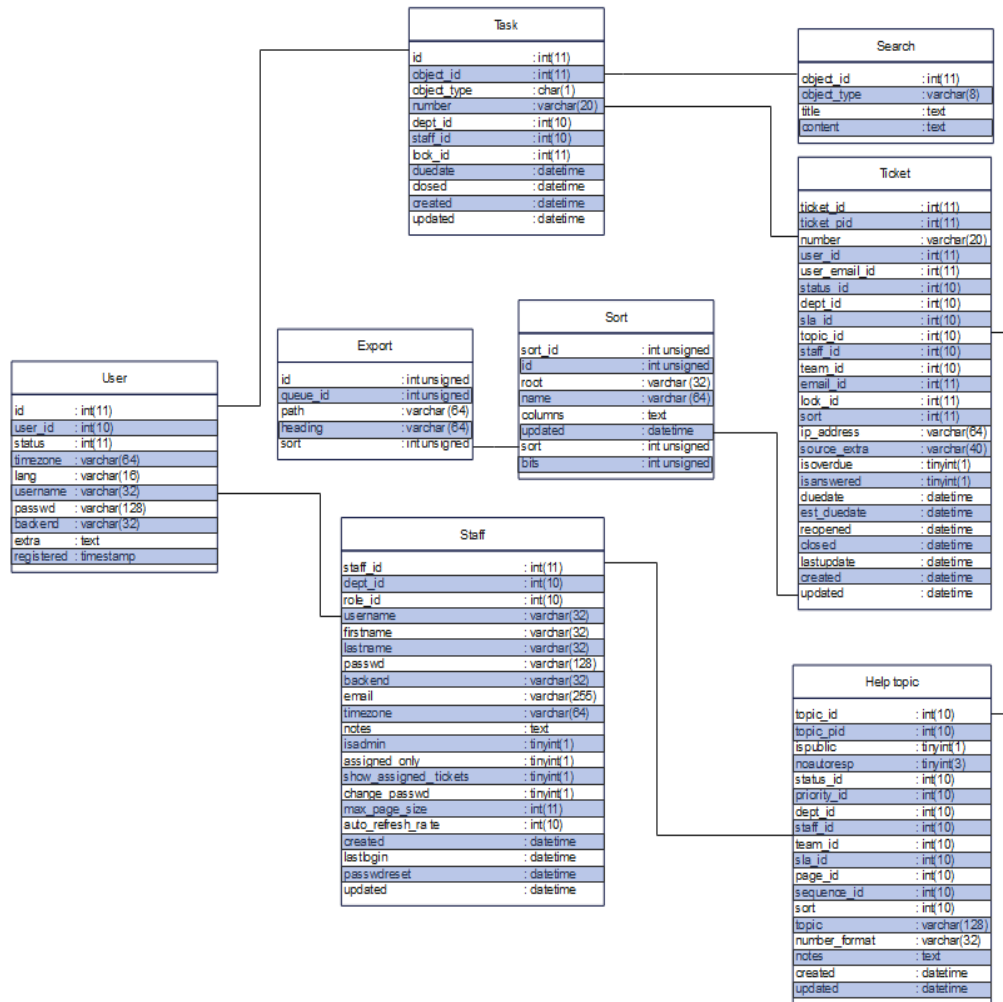 Task
id : int(11)
object_id : int(11)
object_type : char(1)
number : varchar(20)
dept_id : int(10)
staff_id : int(10)
lock_id : int(11)
duedate : datetime
closed : datetime
created : datetime
updated : datetime
Search
object_id : int(11)
object_type : varchar(8)
title : text
content : text
Ticket
ticket_id : int(11)
ticket_pid : int(11)
number : varchar(20)
user_id : int(11)
user_email_id : int(11)
status_id : int(10)
dept_id : int(10)
sla_id : int(10)
topic_id : int(10)
staff_id : int(10)
team_id : int(10)
email_id : int(11)
lock_id : int(11)
sort : int(11)
ip_address : varchar(64)
source_extra : varchar(40)
isoverdue : tinyint(1)
isanswered : tinyint(1)
duedate : datetime
est_duedate : datetime
reopened : datetime
closed : datetime
lastupdate : datetime
created : datetime
updated : datetime
Sort
sort_id : int unsigned
id : int unsigned
root : varchar (32)
name : varchar (64)
columns : text
updated : datetime
sort : int unsigned
bits : int unsigned
Export
id : int unsigned
queue_id : int unsigned
path : varchar (64)
heading : varchar (64)
sort : int unsigned
User
id : int(11)
user_id : int(10)
status : int(11)
timezone : varchar(64)
lang : varchar(16)
username : varchar(32)
passwd : varchar(128)
backend : varchar(32)
extra : text
registered : timestamp
Staff
staff_id : int(11)
dept_id : int(10)
role_id : int(10)
username : varchar(32)
firstname : varchar(32)
lastname : varchar(32)
passwd : varchar(128)
backend : varchar(32)
email : varchar(255)
timezone : varchar(64)
notes : text
isadmin : tinyint(1)
assigned_only : tinyint(1)
show_assigned_tickets : tinyint(1)
change_passwd : tinyint(1)
max_page_size : int(11)
auto_refresh_rate : int(10)
created : datetime
lastlogin : datetime
passwdreset : datetime
updated : datetime
Help topic
topic_id : int(10)
topic_pid : int(10)
ispublic : tinyint(1)
noautoresp : tinyint(3)
status_id : int(10)
priority_id : int(10)
dept_id : int(10)
staff_id : int(10)
team_id : int(10)
sla_id : int(10)
page_id : int(10)
sequence_id : int(10)
sort : int(10)
topic : varchar(128)
number_format : varchar(32)
notes : text
created : datetime
updated : datetime